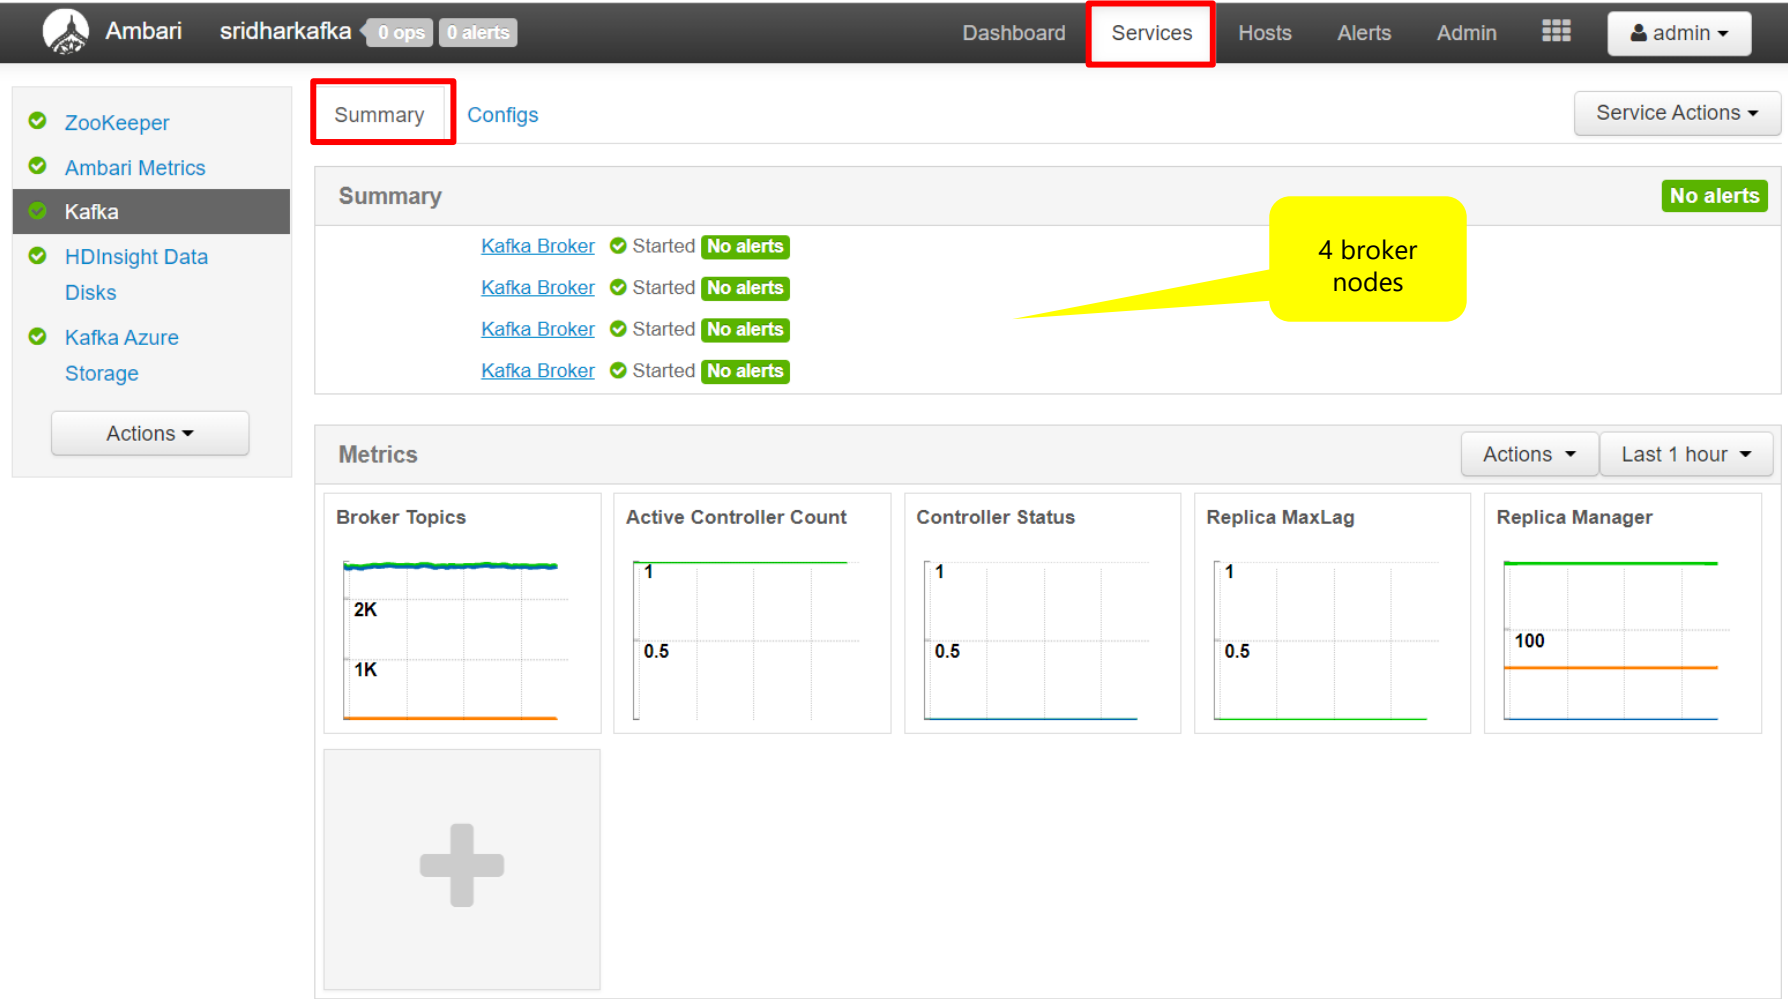 Ambari sridharkafka 0 ops 0 alerts Dashboard Services Hosts Alerts Admin admin
ZooKeeper
Ambari Metrics
Kafka
HDInsight Data
Disks
Kafka Azure
Storage
Actions
Summary Configs Service Actions
Summary No alerts
Kafka Broker Started No alerts
Kafka Broker Started No alerts
Kafka Broker Started No alerts
Kafka Broker Started No alerts
4 broker
nodes
Metrics Actions Last 1 hour
Broker Topics
2K
1K
Active Controller Count
1
0.5
Controller Status
1
0.5
Replica MaxLag
1
0.5
Replica Manager
100